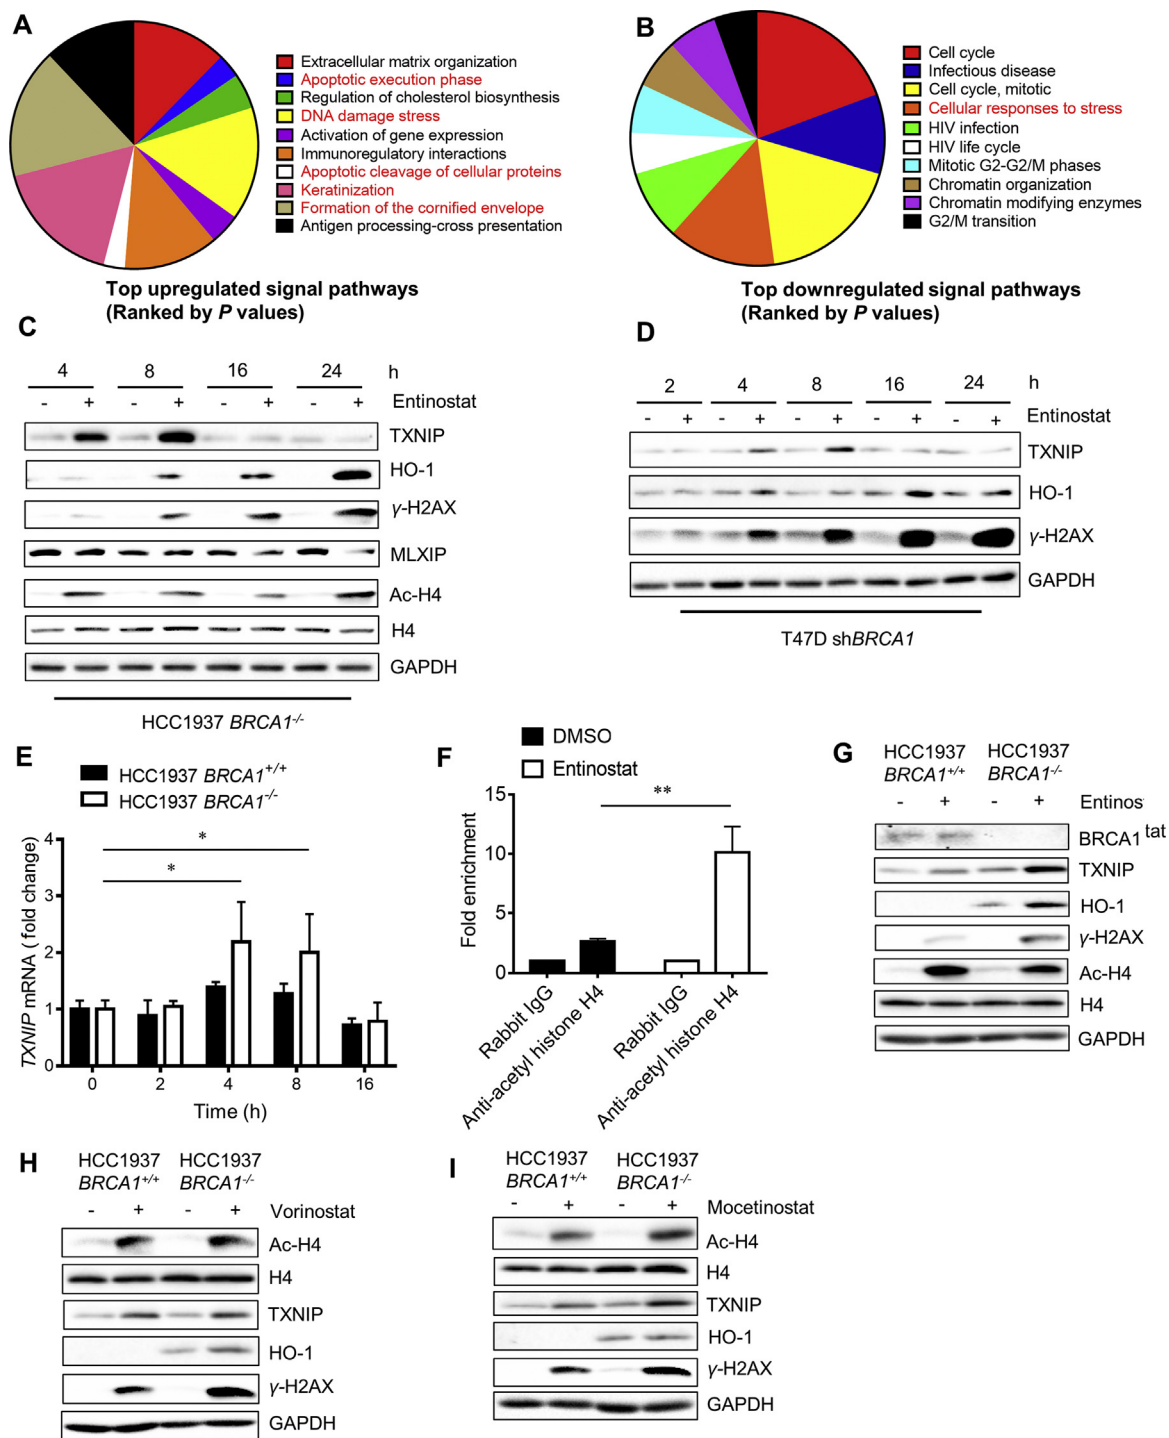 A
Extracellular matrix organization
Apoptotic execution phase
Regulation of cholesterol biosynthesis
DNA damage stress
Activation of gene expression
Immunoregulatory interactions
Apoptotic cleavage of cellular proteins
Keratinization
Formation of the cornified envelope
Antigen processing-cross presentation
Top upregulated signal pathways
(Ranked by P values)
B
Cell cycle
Infectious disease
Cell cycle, mitotic
Cellular responses to stress
HIV infection
HIV life cycle
Mitotic G2-G2/M phases
Chromatin organization
Chromatin modifying enzymes
G2/M transition
Top downregulated signal pathways
(Ranked by P values)
C
4 8 16 24 h
- + - + - + - + Entinostat
TXNIP
HO-1
γ-H2AX
MLXIP
Ac-H4
H4
GAPDH
HCC1937 BRCA1-/-
D
2 4 8 16 24 h
- + - + - + - + - + Entinostat
TXNIP
HO-1
γ-H2AX
GAPDH
T47D shBRCA1
E
HCC1937 BRCA1+/+
HCC1937 BRCA1-/-
TXNIP mRNA ( fold change)
4
3
2
1
0
* 
*
0 2 4 8 16
Time (h)
F
DMSO
Entinostat
Fold enrichment
15
10
5
0
**
Rabbit IgG
Anti-acetyl histone H4
Rabbit IgG
Anti-acetyl histone H4
G
HCC1937 HCC1937
BRCA1+/+ BRCA1-/-
- + - + Entinos
BRCA1 tat
TXNIP
HO-1
γ-H2AX
Ac-H4
H4
GAPDH
H
HCC1937 HCC1937
BRCA1+/+ BRCA1-/-
- + - + Vorinostat
Ac-H4
H4
TXNIP
HO-1
γ-H2AX
GAPDH
I
HCC1937 HCC1937
BRCA1+/+ BRCA1-/-
- + - + Mocetinostat
Ac-H4
H4
TXNIP
HO-1
γ-H2AX
GAPDH